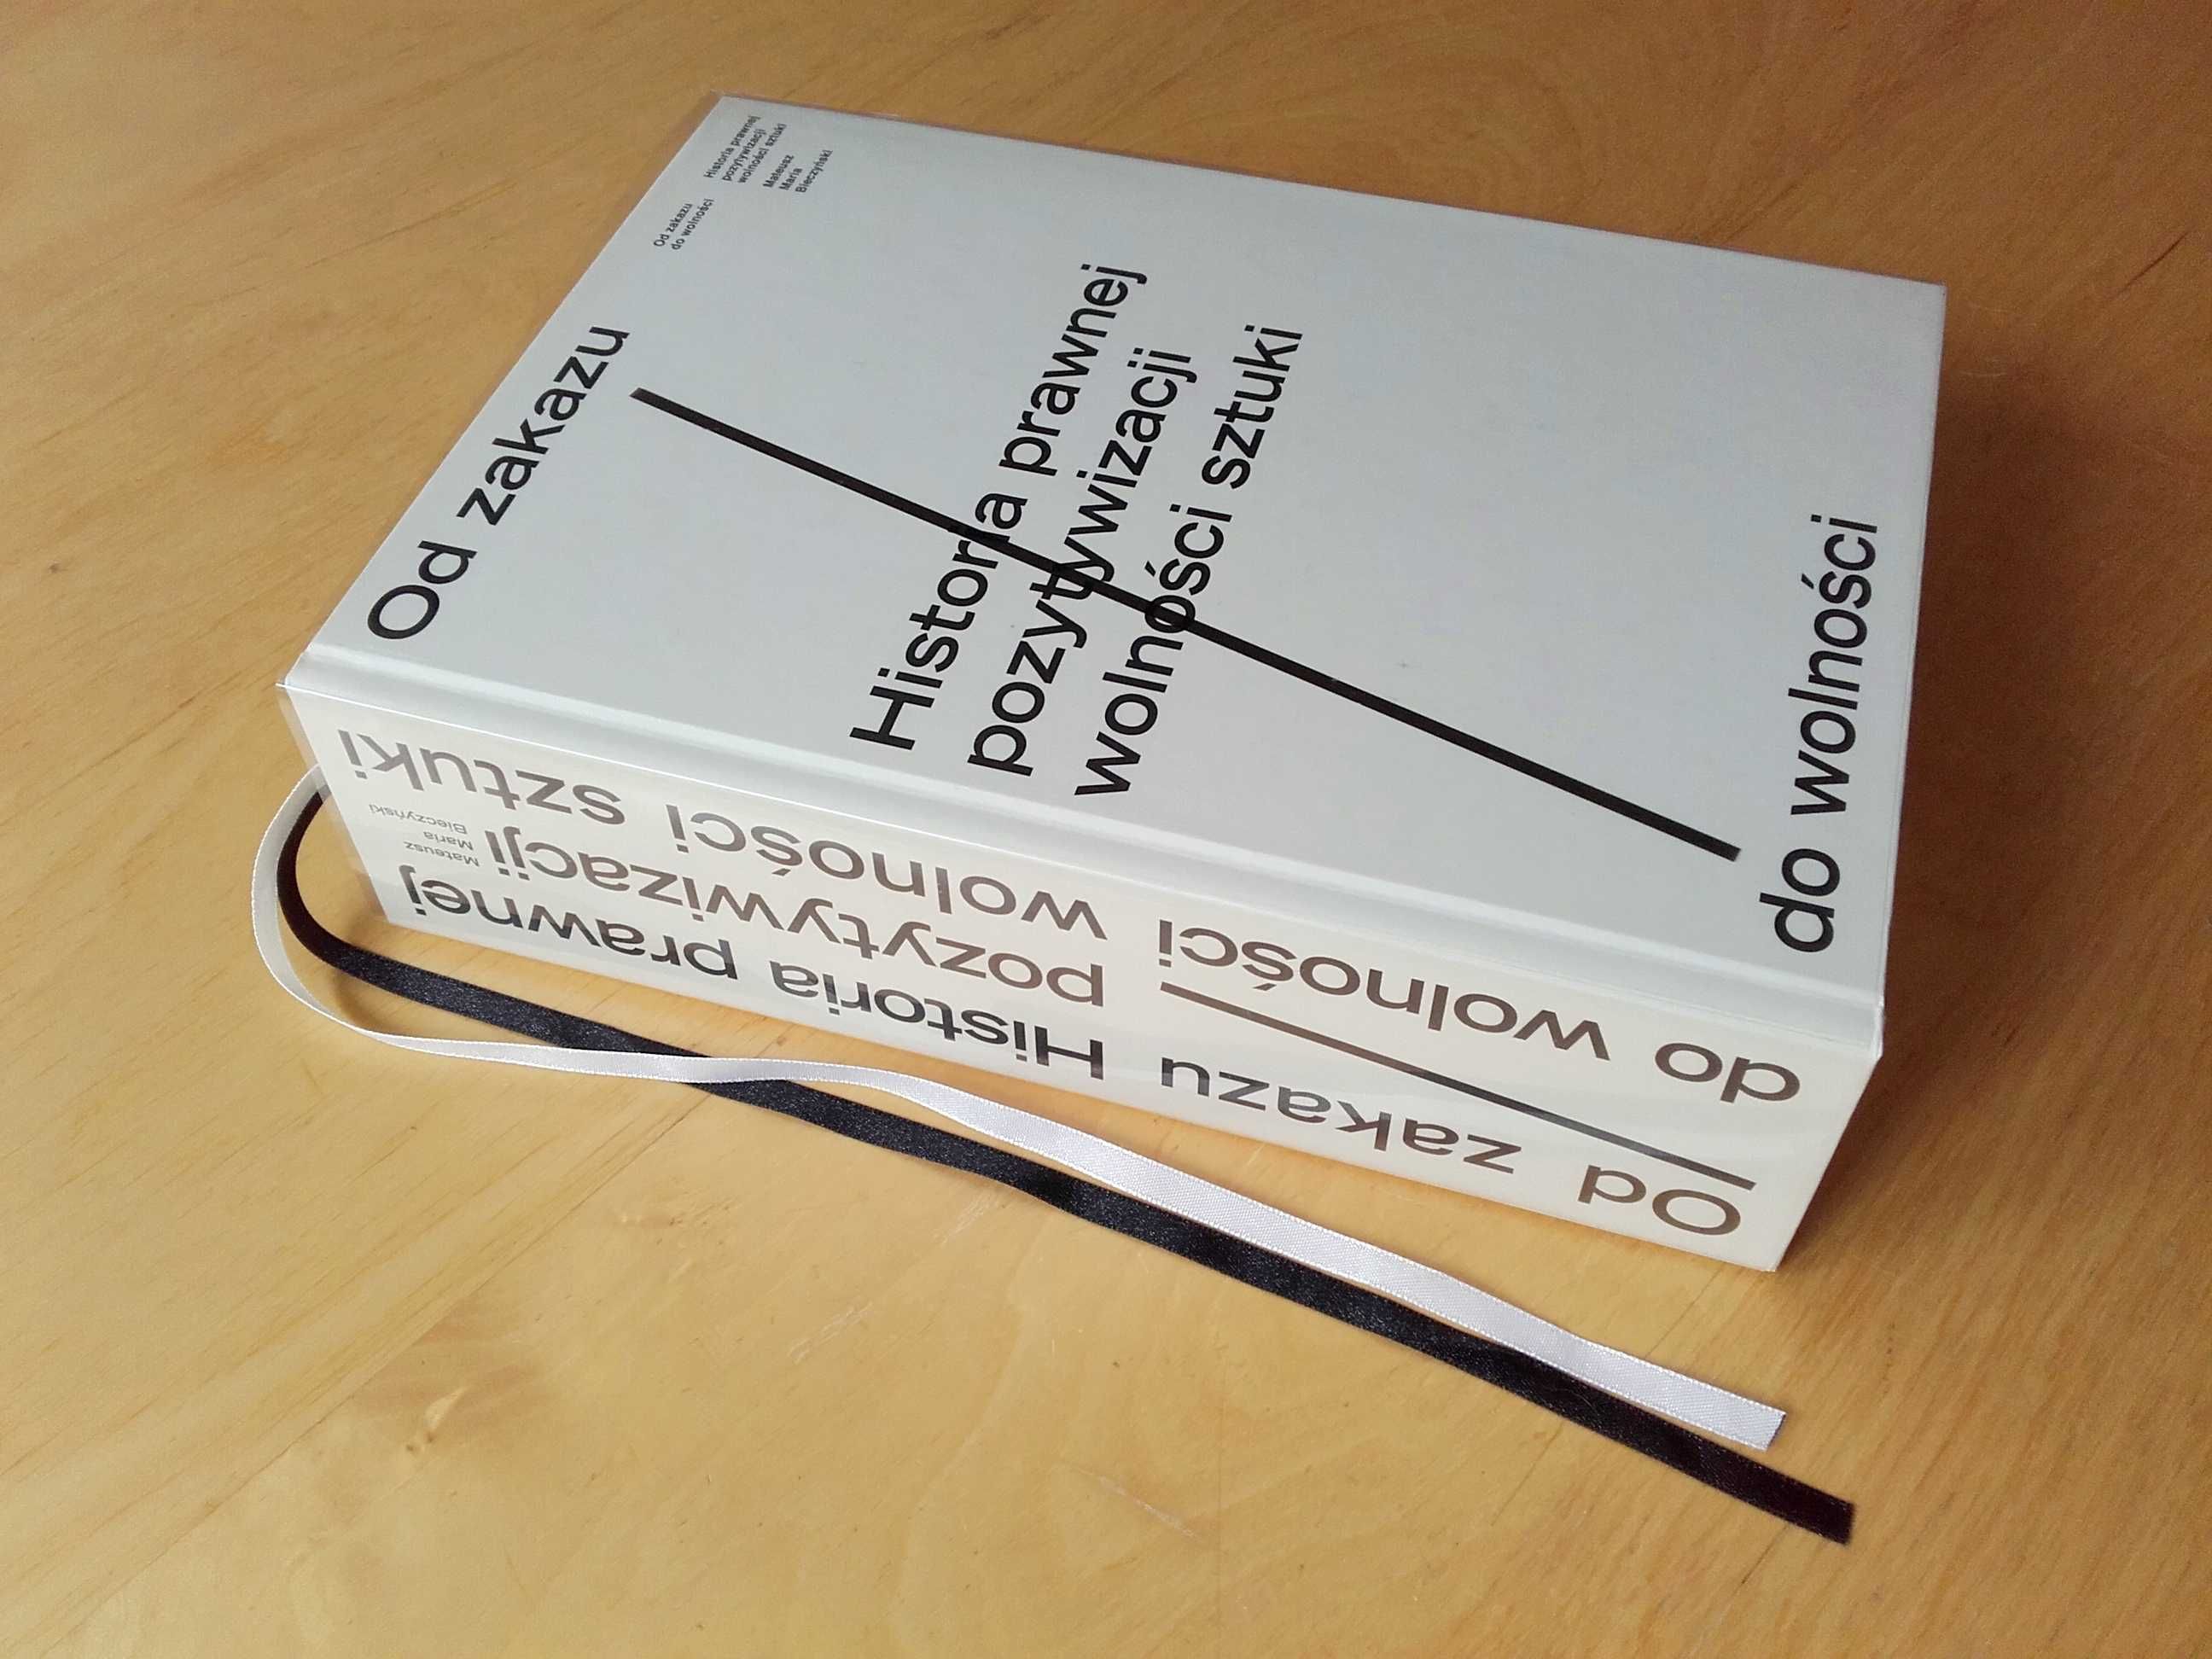 Od zakazu
do wolności
Historia prawnej
pozytywizacji
wolności sztuki
Mateusz
Maria
Bieczyński
Od zakazu
Historia prawnej
pozytywizacji
wolności sztuki
do wolności
Od zakazu
do wolności
Historia prawnej
pozytywizacji
wolności sztuki
Mateusz
Maria
Bieczyński